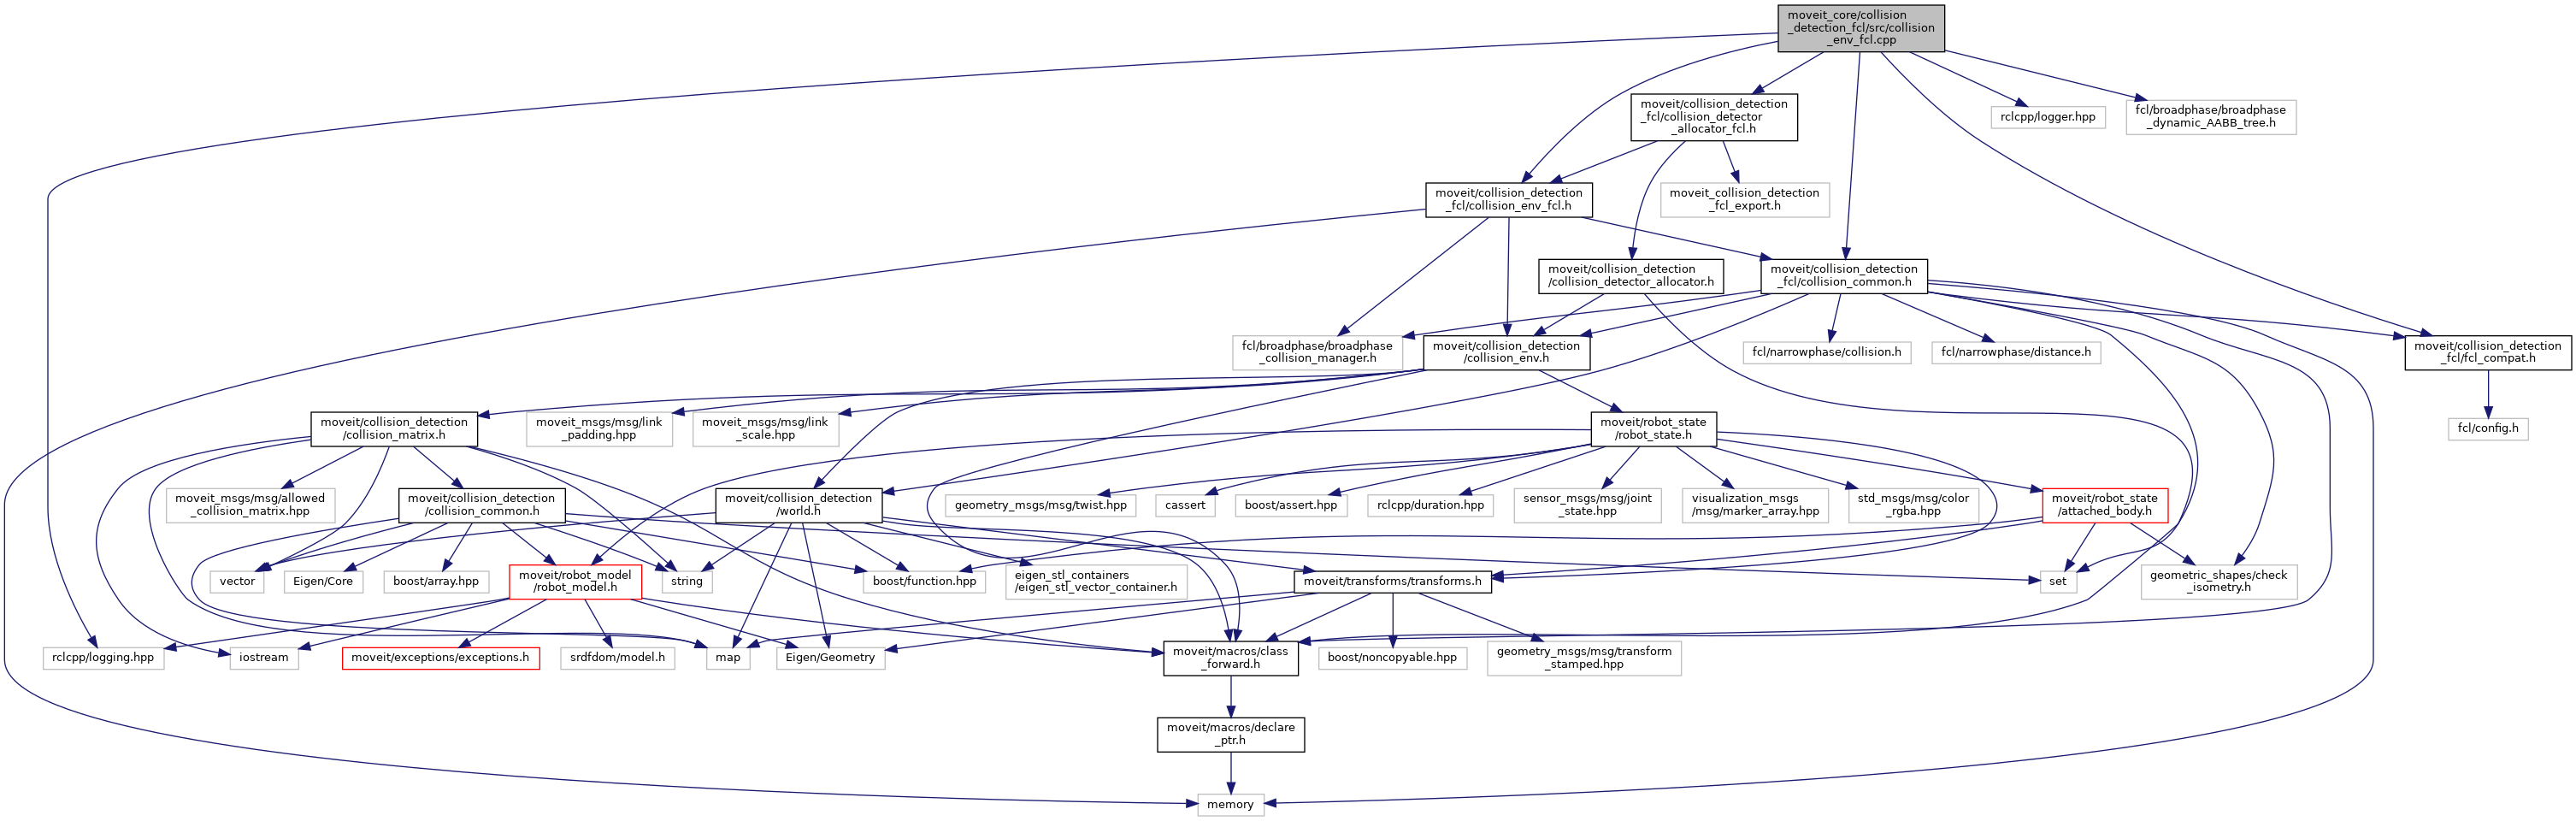 moveit_core/collision
_detection_fcl/src/collision
_env_fcl.cpp
moveit/collision_detection
_fcl/collision_detector
_allocator_fcl.h
rclcpp/logger.hpp
fcl/broadphase/broadphase
_dynamic_AABB_tree.h
moveit/collision_detection
_fcl/collision_env_fcl.h
moveit_collision_detection
_fcl_export.h
moveit/collision_detection
/collision_detector_allocator.h
moveit/collision_detection
_fcl/collision_common.h
fcl/broadphase/broadphase
_collision_manager.h
moveit/collision_detection
/collision_env.h
fcl/narrowphase/collision.h
fcl/narrowphase/distance.h
moveit/collision_detection
_fcl/fcl_compat.h
moveit/collision_detection
/collision_matrix.h
moveit_msgs/msg/link
_padding.hpp
moveit_msgs/msg/link
_scale.hpp
moveit/robot_state
/robot_state.h
fcl/config.h
moveit_msgs/msg/allowed
_collision_matrix.hpp
moveit/collision_detection
/collision_common.h
moveit/collision_detection
/world.h
geometry_msgs/msg/twist.hpp
cassert
boost/assert.hpp
rclcpp/duration.hpp
sensor_msgs/msg/joint
_state.hpp
visualization_msgs
/msg/marker_array.hpp
std_msgs/msg/color
_rgba.hpp
moveit/robot_state
/attached_body.h
vector
Eigen/Core
boost/array.hpp
moveit/robot_model
/robot_model.h
string
boost/function.hpp
eigen_stl_containers
/eigen_stl_vector_container.h
moveit/transforms/transforms.h
set
geometric_shapes/check
_isometry.h
rclcpp/logging.hpp
iostream
moveit/exceptions/exceptions.h
srdfdom/model.h
map
Eigen/Geometry
moveit/macros/class
_forward.h
boost/noncopyable.hpp
geometry_msgs/msg/transform
_stamped.hpp
moveit/macros/declare
_ptr.h
memory